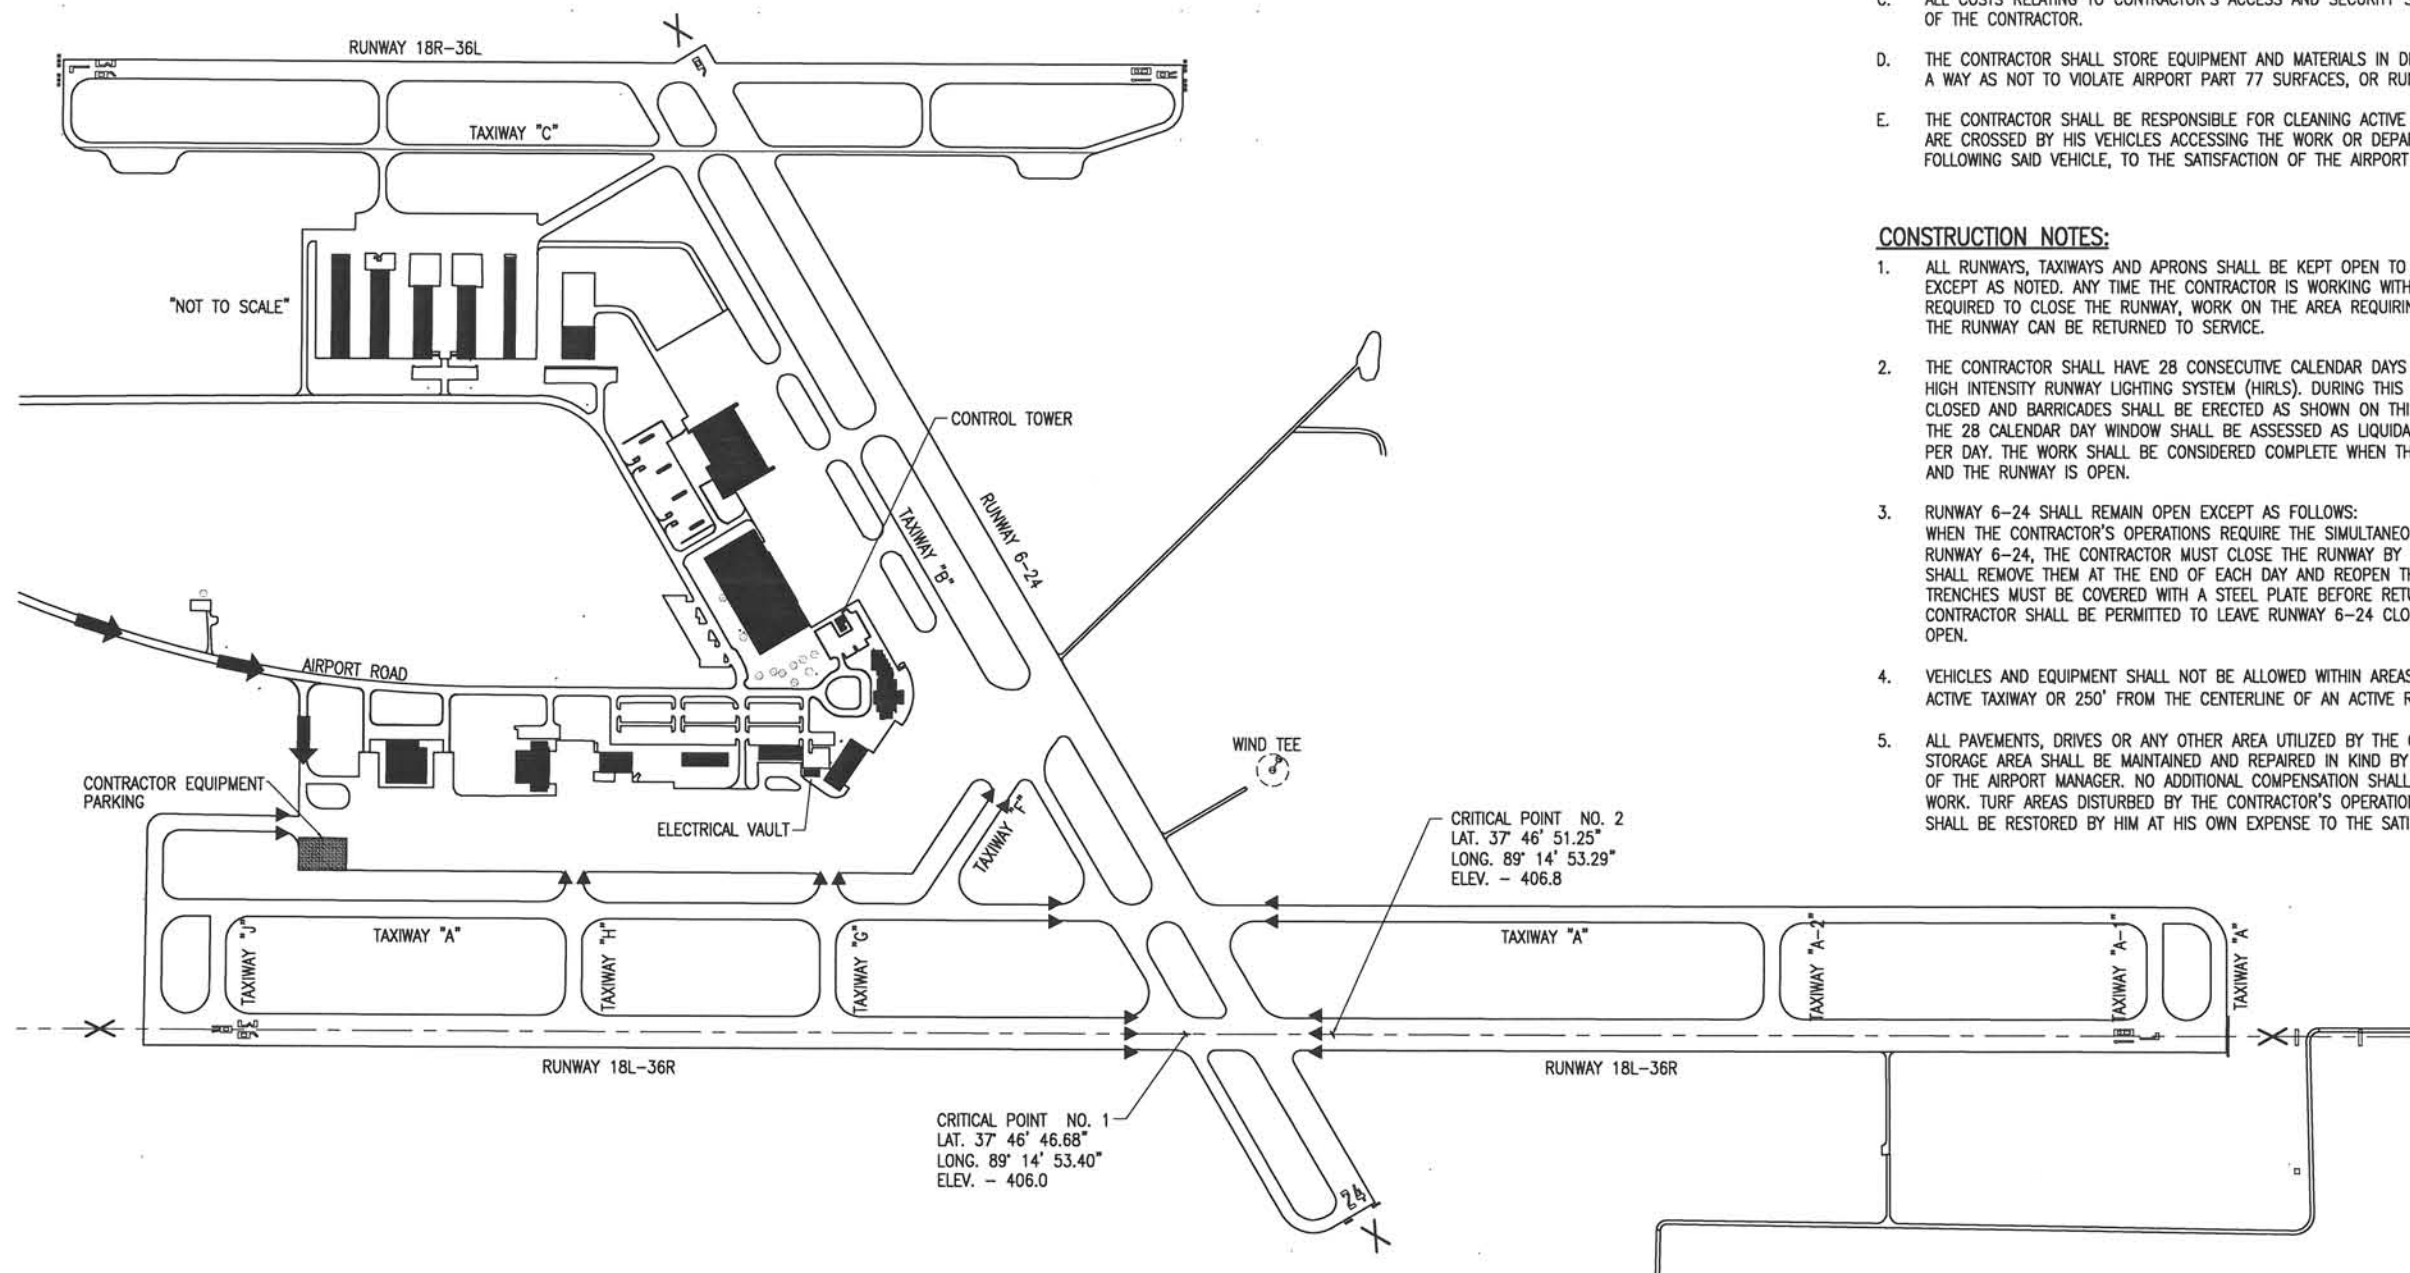 RUNWAY 18R-36L
TAXIWAY "C"
"NOT TO SCALE"
CONTROL TOWER
RUNWAY 6-24
TAXIWAY "B"
AIRPORT ROAD
WIND TEE
CONTRACTOR EQUIPMENT
PARKING
ELECTRICAL VAULT
TAXIWAY "F"
CRITICAL POINT NO. 2
LAT. 37° 46' 51.25"
LONG. 89° 14' 53.29"
ELEV. - 406.8
TAXIWAY "J"
TAXIWAY "A"
TAXIWAY "H"
TAXIWAY "G"
TAXIWAY "A"
TAXIWAY "A-2"
TAXIWAY "A-1"
TAXIWAY "A"
RUNWAY 18L-36R
RUNWAY 18L-36R
CRITICAL POINT NO. 1
LAT. 37° 46' 46.68"
LONG. 89° 14' 53.40"
ELEV. - 406.0
24
C. ALL COSTS RELATING TO CONTRACTOR'S ACCESS AND SECURITY
OF THE CONTRACTOR.
D. THE CONTRACTOR SHALL STORE EQUIPMENT AND MATERIALS IN
A WAY AS NOT TO VIOLATE AIRPORT PART 77 SURFACES, OR
E. THE CONTRACTOR SHALL BE RESPONSIBLE FOR CLEANING ACTIVE
ARE CROSSED BY HIS VEHICLES ACCESSING THE WORK OR
FOLLOWING SAID VEHICLE, TO THE SATISFACTION OF THE AIRPORT
CONSTRUCTION NOTES:
1. ALL RUNWAYS, TAXIWAYS AND APRONS SHALL BE KEPT OPEN TO
EXCEPT AS NOTED. ANY TIME THE CONTRACTOR IS WORKING WITH
REQUIRED TO CLOSE THE RUNWAY, WORK ON THE AREA
THE RUNWAY CAN BE RETURNED TO SERVICE.
2. THE CONTRACTOR SHALL HAVE 28 CONSECUTIVE CALENDAR DAYS
HIGH INTENSITY RUNWAY LIGHTING SYSTEM (HIRLS). DURING THIS
CLOSED AND BARRICADES SHALL BE ERECTED AS SHOWN ON
THE 28 CALENDAR DAY WINDOW SHALL BE ASSESSED AS
PER DAY. THE WORK SHALL BE CONSIDERED COMPLETE WHEN
AND THE RUNWAY IS OPEN.
3. RUNWAY 6-24 SHALL REMAIN OPEN EXCEPT AS FOLLOWS:
WHEN THE CONTRACTOR'S OPERATIONS REQUIRE THE
RUNWAY 6-24, THE CONTRACTOR MUST CLOSE THE RUNWAY BY
SHALL REMOVE THEM AT THE END OF EACH DAY AND REOPEN
TRENCHES MUST BE COVERED WITH A STEEL PLATE BEFORE
CONTRACTOR SHALL BE PERMITTED TO LEAVE RUNWAY 6-24
OPEN.
4. VEHICLES AND EQUIPMENT SHALL NOT BE ALLOWED WITHIN AREAS
ACTIVE TAXIWAY OR 250' FROM THE CENTERLINE OF AN ACTIVE
5. ALL PAVEMENTS, DRIVES OR ANY OTHER AREA UTILIZED BY THE
STORAGE AREA SHALL BE MAINTAINED AND REPAIRED IN KIND BY
OF THE AIRPORT MANAGER. NO ADDITIONAL COMPENSATION SHALL
WORK. TURF AREAS DISTURBED BY THE CONTRACTOR'S
SHALL BE RESTORED BY HIM AT HIS OWN EXPENSE TO THE